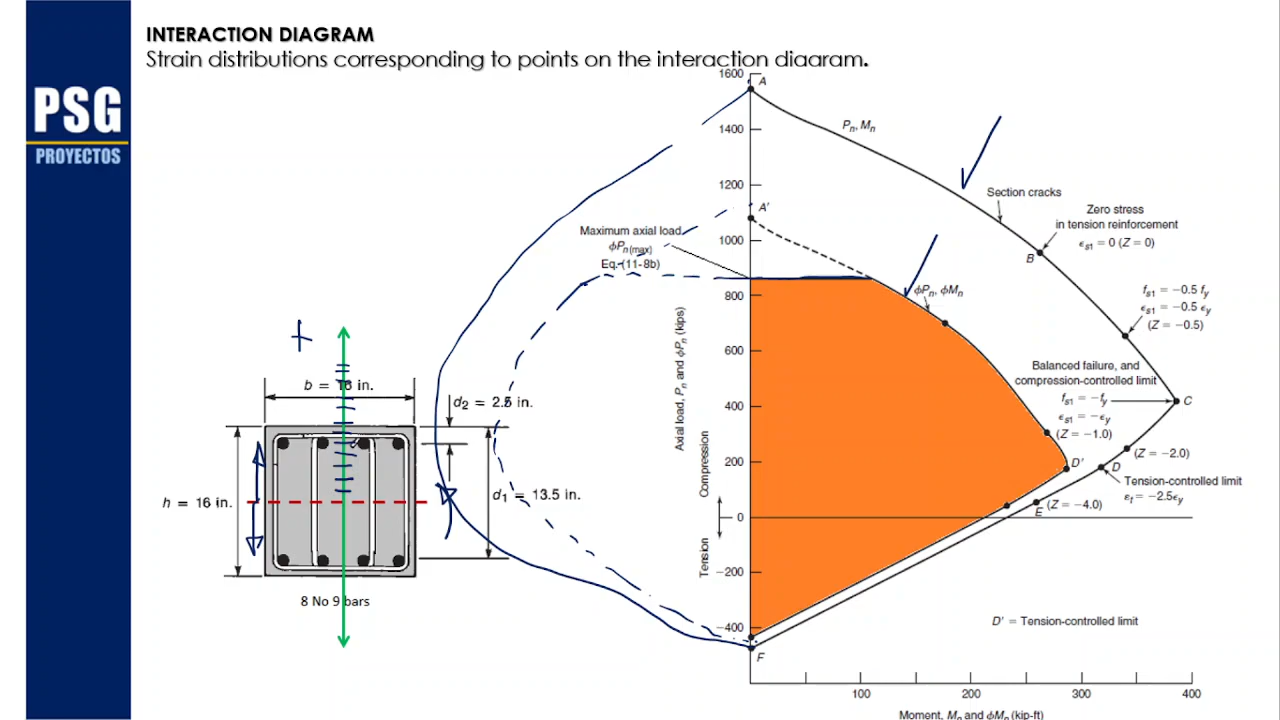 INTERACTION DIAGRAM
Strain distributions corresponding to points on the interaction diagram.
PSG
PROYECTOS
1600
A
1400
Pn, Mn
1200
Section cracks
A'
Zero stress
in tension reinforcement
εst = 0 (Z = 0)
B
Maximum axial load,
ϕPn(max)
Eq. (11-8b)
1000
800
ϕPn, ϕMn
fs1 = −0.5 fy
εs1 = −0.5 εy
(Z = −0.5)
Axial load, Pn and ϕPn (kips)
600
Balanced failure, and
compression-controlled limit
fs1 = −fy
C
εs1 = −εy
(Z = −1.0)
+
b = 16 in.
d2 = 2.5 in.
400
Compression
200
D'
D
(Z = −2.0)
Tension-controlled limit
εt = −2.5εy
h = 16 in.
d1 = 13.5 in.
E
(Z = −4.0)
0
Tension
−200
8 No 9 bars
−400
D' = Tension-controlled limit
F
100
200
300
400
Moment, Mn and ϕMn (kip-ft)